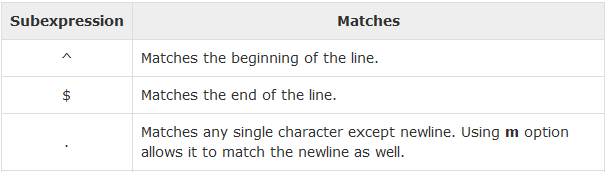 Subexpression Matches
^ Matches the beginning of the line.
$ Matches the end of the line.
. Matches any single character except newline. Using m option
allows it to match the newline as well.